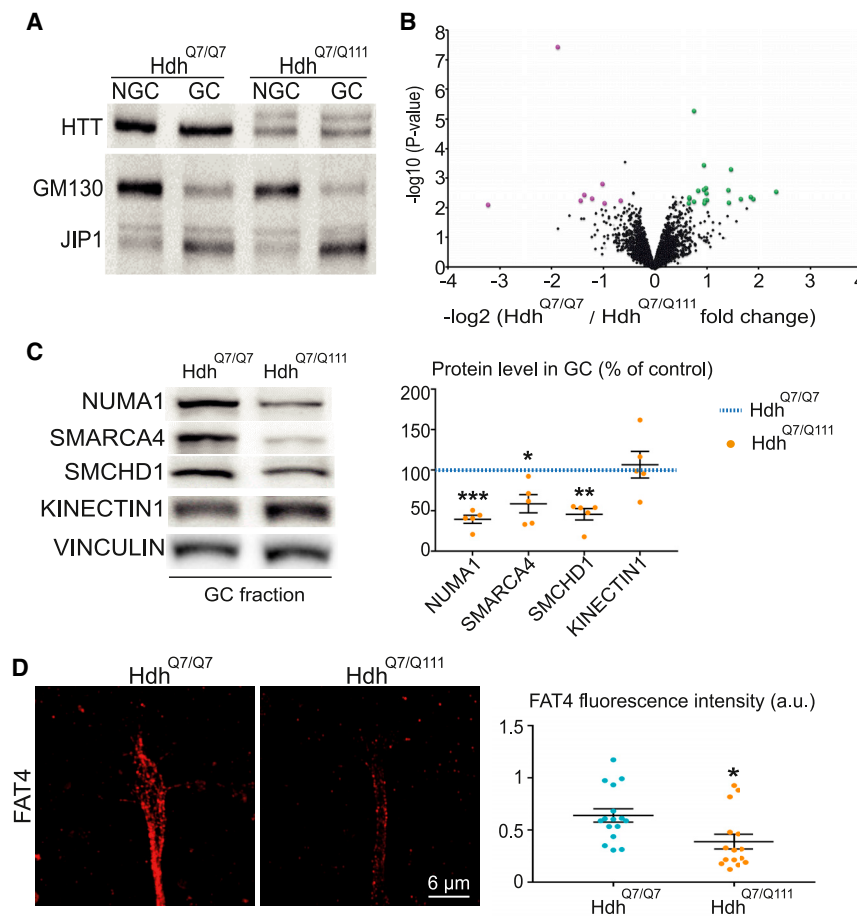 A
Hdh Q7/Q7 Hdh Q7/Q111
NGC GC NGC GC
HTT
GM130
JIP1
B
-log10 (P-value)
8
7
6
5
4
3
2
1
0
-4 -3 -2 -1 0 1 2 3 4
-log2 (Hdh Q7/Q7 / Hdh Q7/Q111 fold change)
C
Hdh Q7/Q7 Hdh Q7/Q111
NUMA1
SMARCA4
SMCHD1
KINECTIN1
VINCULIN
GC fraction
Protein level in GC (% of control)
200
150
100
50
0
*** * **
NUMA1
SMARCA4
SMCHD1
KINECTIN1
Hdh Q7/Q7
Hdh Q7/Q111
D
Hdh Q7/Q7 Hdh Q7/Q111
FAT4
6 µm
FAT4 fluorescence intensity (a.u.)
1.5
1
0.5
0
*
Hdh Q7/Q7 Hdh Q7/Q111